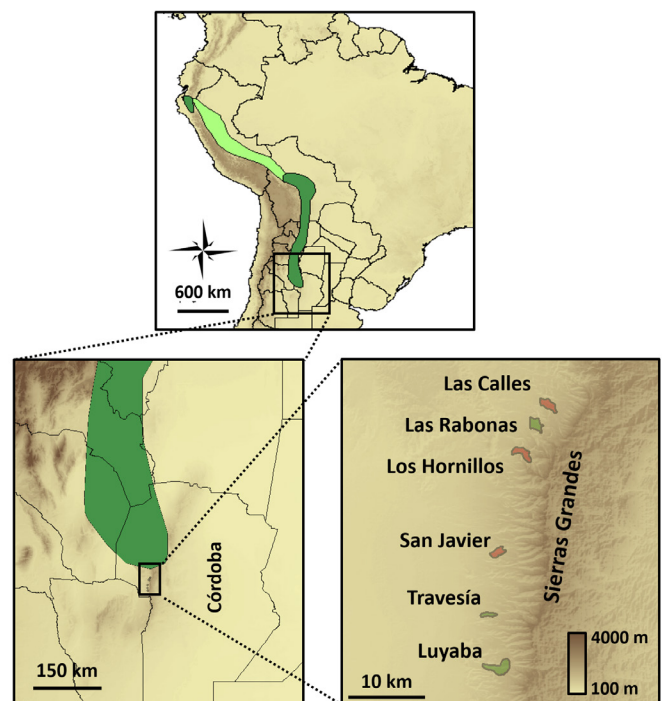 600 km
150 km
Córdoba
Las Calles
Las Rabonas
Los Hornillos
San Javier
Travesía
Luyaba
Sierras Grandes
10 km
4000 m
100 m